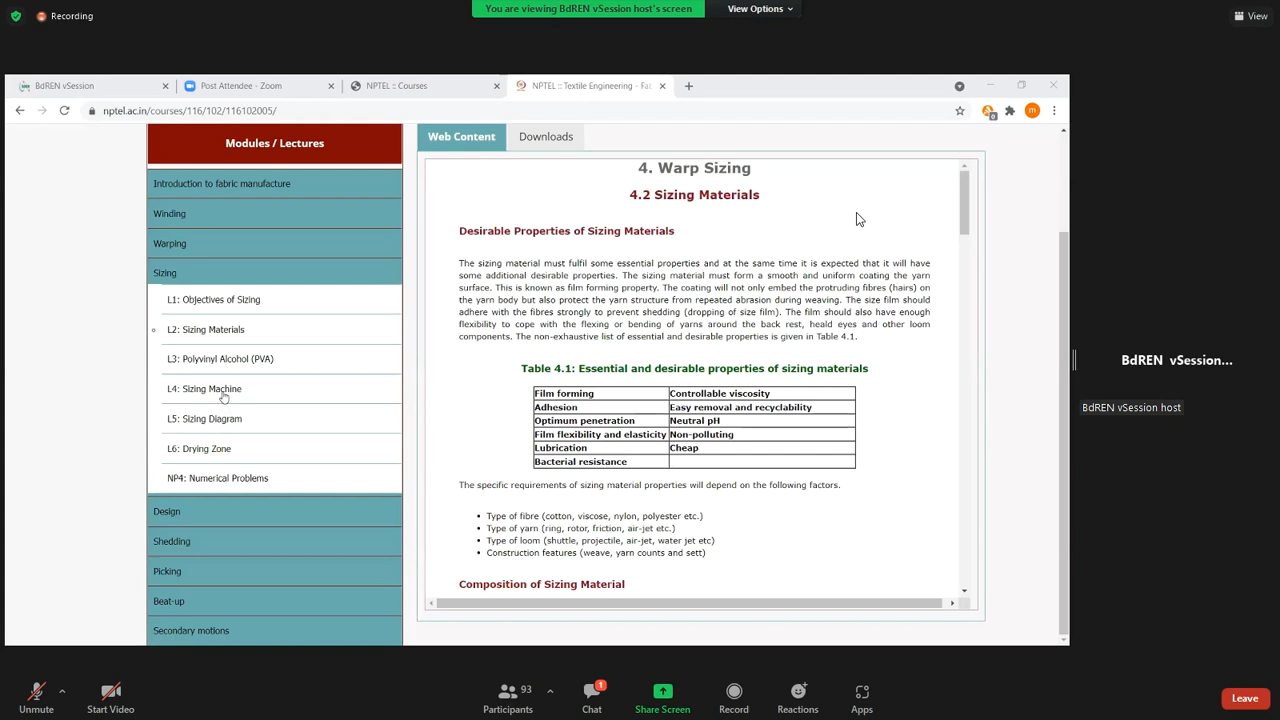 You are viewing BdREN vSession host's screen
View Options
Recording
View
BdREN vSession
Post Attendee - Zoom
NPTEL :: Courses
NPTEL :: Textile Engineering - Fal
nptel.ac.in/courses/116/102/116102005/
m
Modules / Lectures
Introduction to fabric manufacture
Winding
Warping
Sizing
L1: Objectives of Sizing
L2: Sizing Materials
L3: Polyvinyl Alcohol (PVA)
L4: Sizing Machine
L5: Sizing Diagram
L6: Drying Zone
NP4: Numerical Problems
Design
Shedding
Picking
Beat-up
Secondary motions
Web Content
Downloads
4. Warp Sizing
4.2 Sizing Materials
Desirable Properties of Sizing Materials
The sizing material must fulfil some essential properties and at the same time it is expected that it will have
some additional desirable properties. The sizing material must form a smooth and uniform coating the yarn
surface. This is known as film forming property. The coating will not only embed the protruding fibres (hairs) on
the yarn body but also protect the yarn structure from repeated abrasion during weaving. The size film should
adhere with the fibres strongly to prevent shedding (dropping of size film). The film should also have enough
flexibility to cope with the flexing or bending of yarns around the back rest, heald eyes and other loom
components. The non-exhaustive list of essential and desirable properties is given in Table 4.1.
Table 4.1: Essential and desirable properties of sizing materials
Film forming Controllable viscosity
Adhesion Easy removal and recyclability
Optimum penetration Neutral pH
Film flexibility and elasticity Non-polluting
Lubrication Cheap
Bacterial resistance
The specific requirements of sizing material properties will depend on the following factors.
• Type of fibre (cotton, viscose, nylon, polyester etc.)
• Type of yarn (ring, rotor, friction, air-jet etc.)
• Type of loom (shuttle, projectile, air-jet, water jet etc)
• Construction features (weave, yarn counts and sett)
Composition of Sizing Material
BdREN vSession...
BdREN vSession host
Unmute
Start Video
93
Participants
1
Chat
Share Screen
Record
Reactions
Apps
Leave